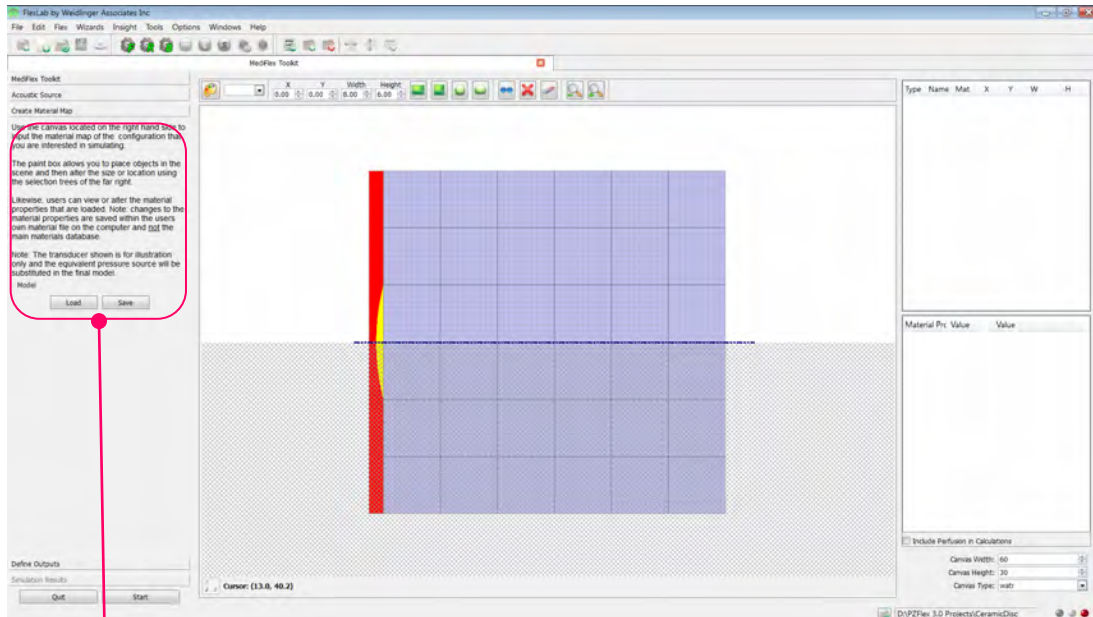 FlexLab by Weidlinger Associates Inc
File Edit Flex Wizards Insight Tools Options Windows Help
MediFlex Toolkit
MediFlex Toolkit
Acoustic Source
Create Material Map
Use the canvas located on the right hand side to
input the material map of the configuration that
you are interested in simulating.
The paint box allows you to place objects in the
scene and then alter the size or location using
the selection trees of the far right.
Likewise, users can view or alter the material
properties that are loaded. Note: changes to the
material properties are saved within the users
own material file on the computer and not the
main materials database.
Note: The transducer shown is for illustration
only and the equivalent pressure source will be
substituted in the final model.
Model
Load Save
Define Outputs
Simulation Results
Quit Start
X Y Width Height
0.00 0.00 6.00 6.00
Cursor: (13.0, 40.2)
Type Name Mat X Y W H
Material Prc Value Value
Include Perfusion in Calculations
Canvas Width: 60
Canvas Height: 30
Canvas Type: watr
D:\PZFlex 3.0 Projects\CeramicDisc